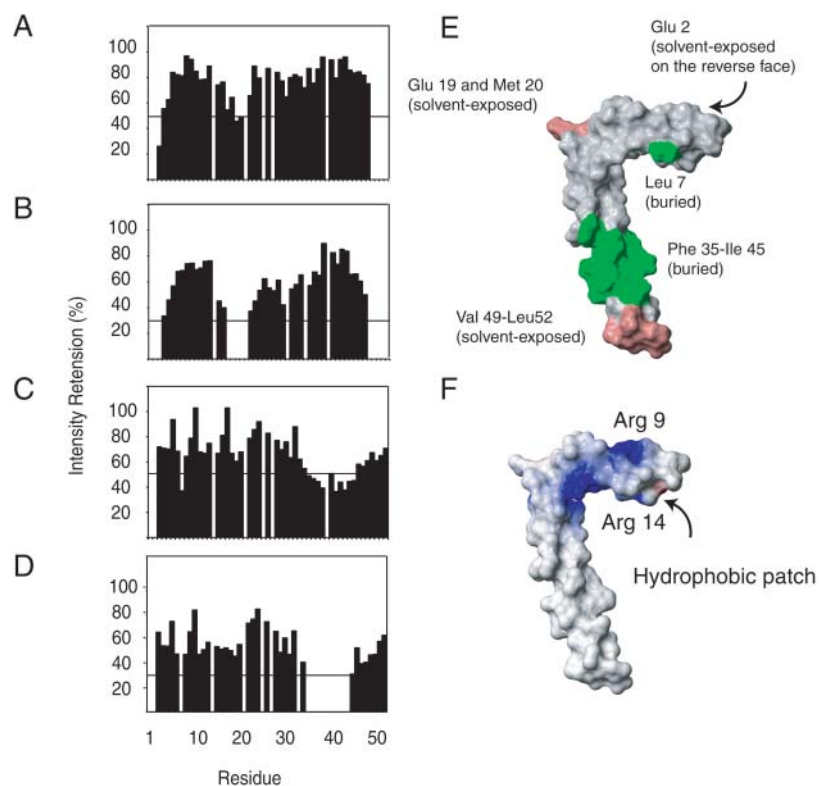 A
100
80
60
40
20
B
100
80
60
40
20
C
100
80
60
40
20
D
100
80
60
40
20
Intensity Retention (%)
1 10 20 30 40 50
Residue
E
Glu 2
(solvent-exposed
on the reverse face)
Glu 19 and Met 20
(solvent-exposed)
Leu 7
(buried)
Phe 35-Ile 45
(buried)
Val 49-Leu52
(solvent-exposed)
F
Arg 9
Arg 14
Hydrophobic patch